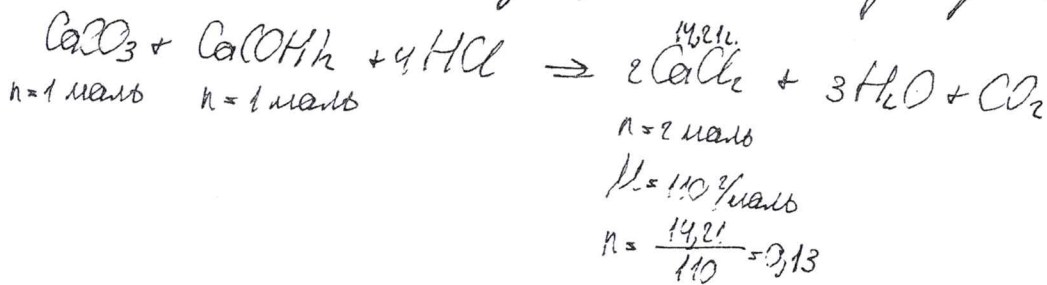 14,21г.
CaCO₃ + Ca(OH)₂ + 4HCl ⇒ 2CaCl₂ + 3H₂O + CO₂
n=1 моль n=1 моль
n=2 моль
M=110 г/моль
n= 14,21/110 =0,13